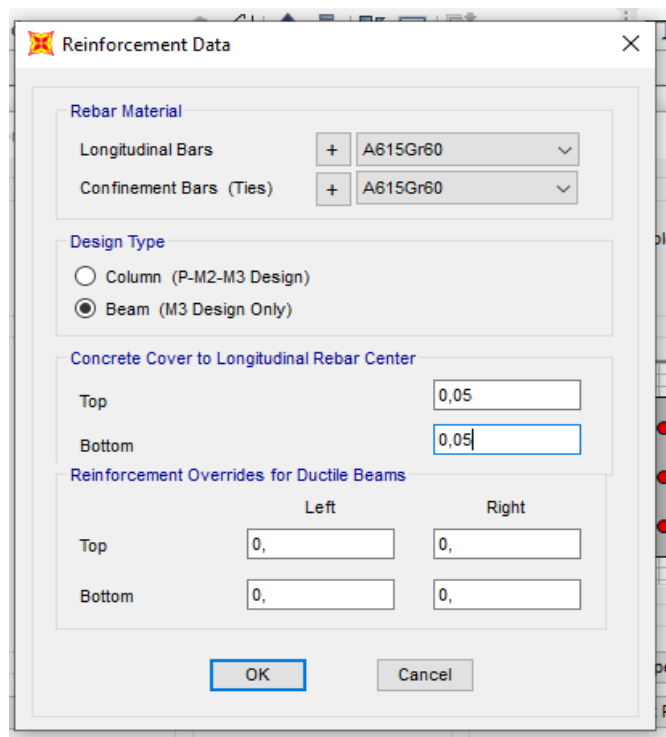 Reinforcement Data
Rebar Material
Longitudinal Bars + A615Gr60
Confinement Bars (Ties) + A615Gr60
Design Type
Column (P-M2-M3 Design)
Beam (M3 Design Only)
Concrete Cover to Longitudinal Rebar Center
Top 0,05
Bottom 0,05
Reinforcement Overrides for Ductile Beams
Left Right
Top 0, 0,
Bottom 0, 0,
OK Cancel